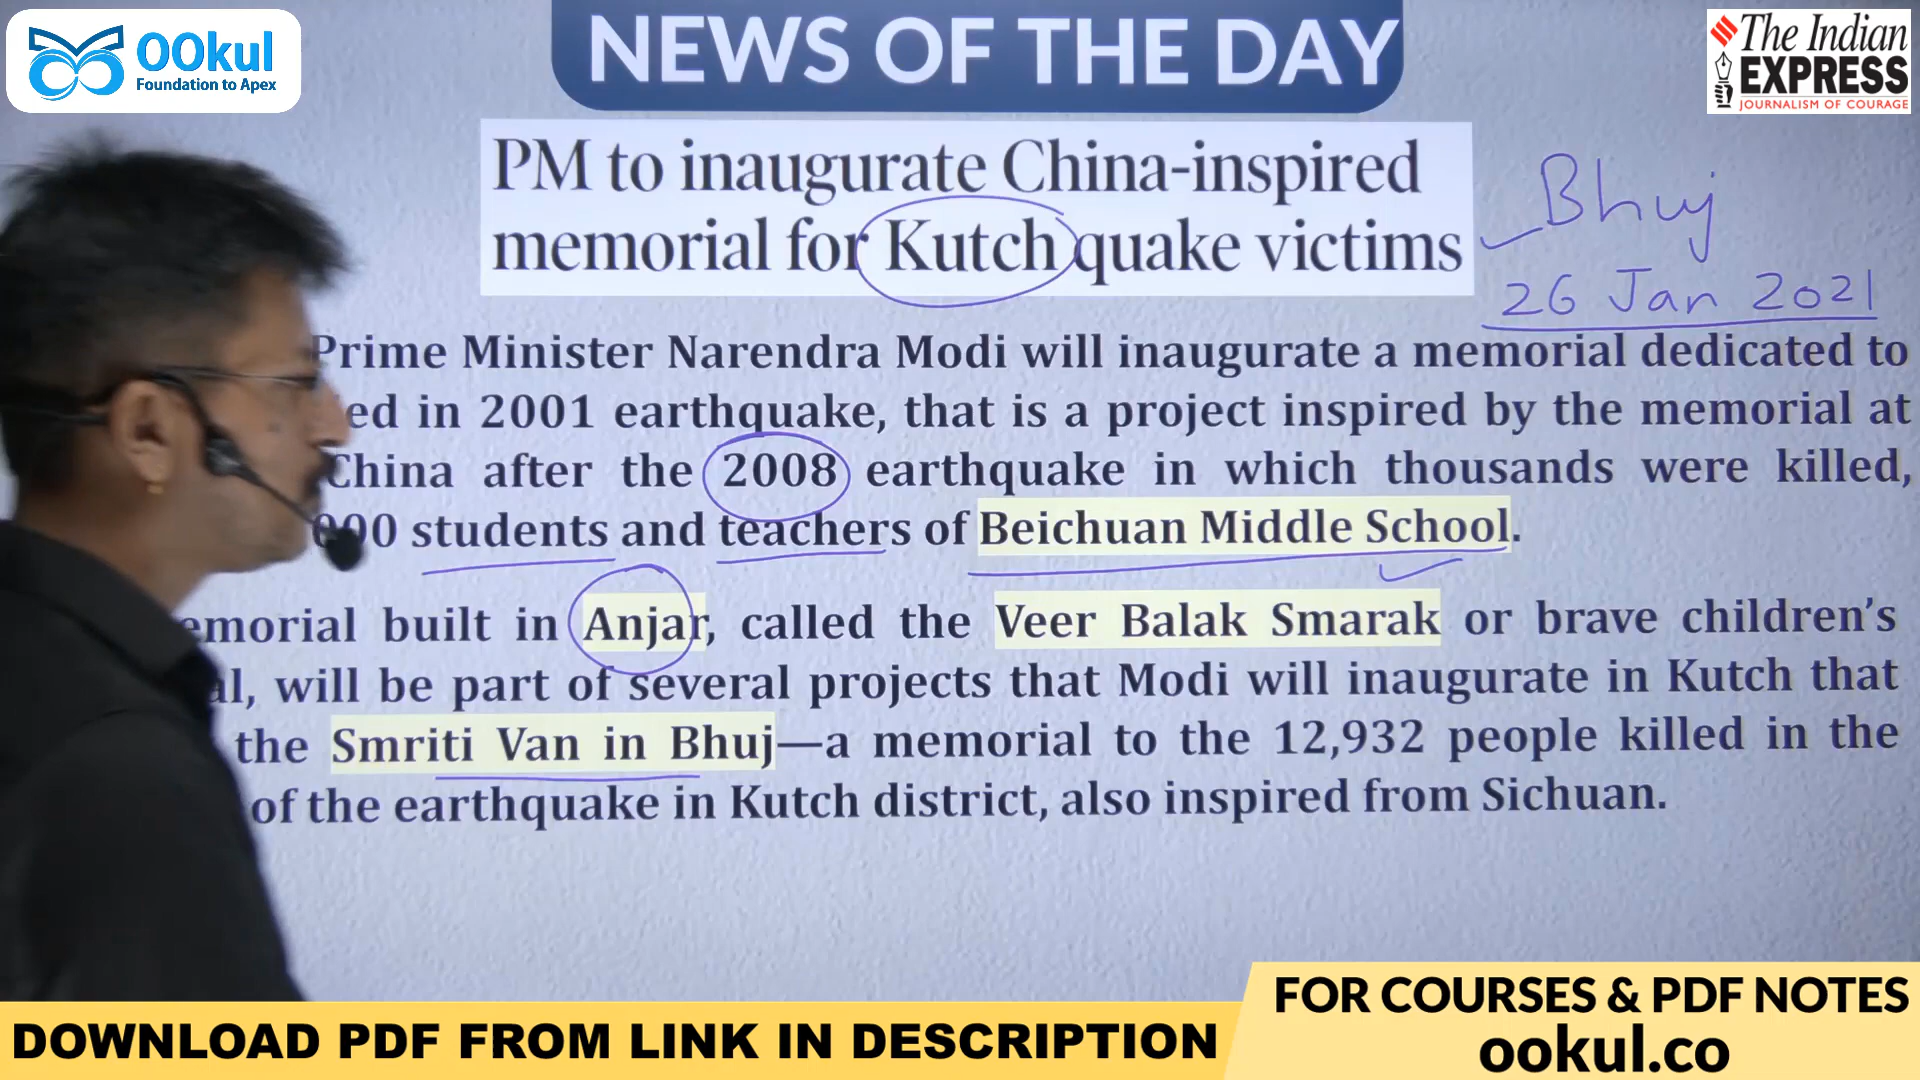 OOkul
Foundation to Apex
NEWS OF THE DAY
The Indian
EXPRESS
JOURNALISM OF COURAGE
PM to inaugurate China-inspired
memorial for Kutch quake victims
Bhuj
26 Jan 2021
Prime Minister Narendra Modi will inaugurate a memorial dedicated to
in 2001 earthquake, that is a project inspired by the memorial at
China after the 2008 earthquake in which thousands were killed,
students and teachers of Beichuan Middle School.
built in Anjar, called the Veer Balak Smarak or brave children's
will be part of several projects that Modi will inaugurate in Kutch that
the Smriti Van in Bhuj—a memorial to the 12,932 people killed in the
of the earthquake in Kutch district, also inspired from Sichuan.
DOWNLOAD PDF FROM LINK IN DESCRIPTION
FOR COURSES & PDF NOTES
ookul.co